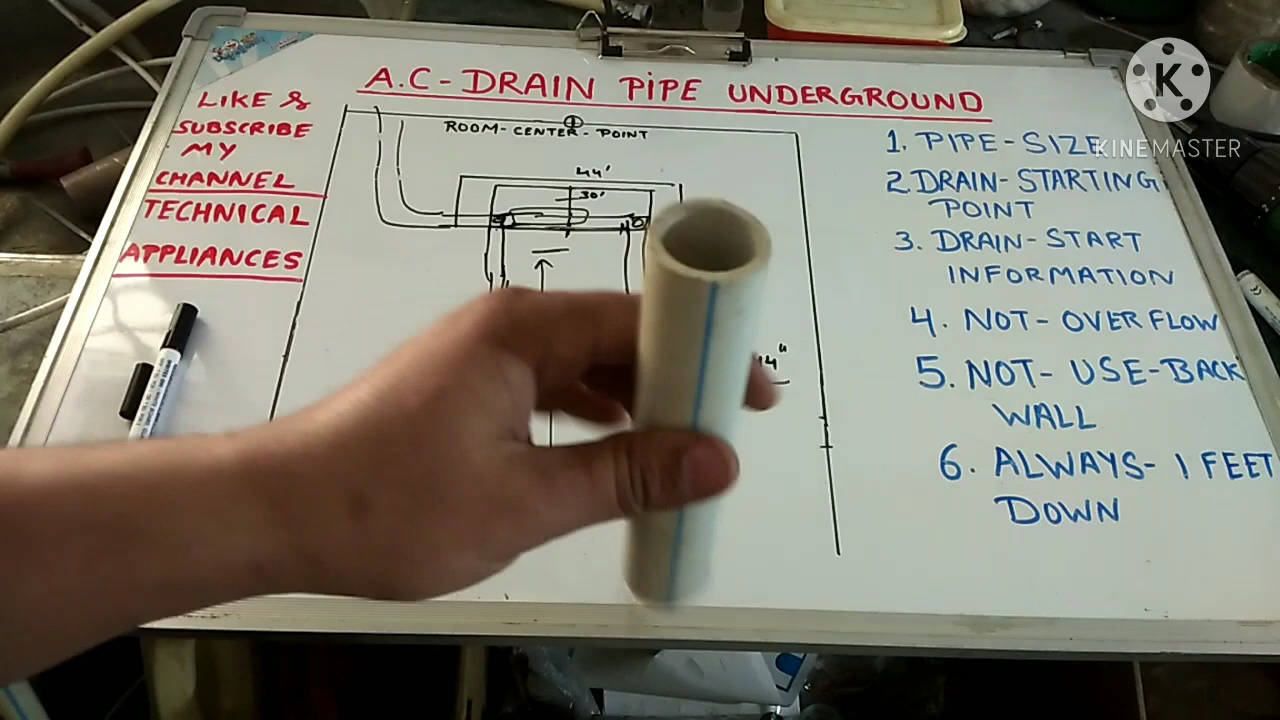 A.C-DRAIN PIPE UNDERGROUND
LIKE &
SUBSCRIBE
MY
CHANNEL
TECHNICAL
APPLIANCES
1
ROOM-CENTER-POINT
44'
30'
14"
1. PIPE-SIZE
2. DRAIN-STARTING
POINT
3. DRAIN-START
INFORMATION
4. NOT-OVERFLOW
5. NOT-USE-BACK
WALL
6. ALWAYS-1 FEET
DOWN
K
KINEMASTER